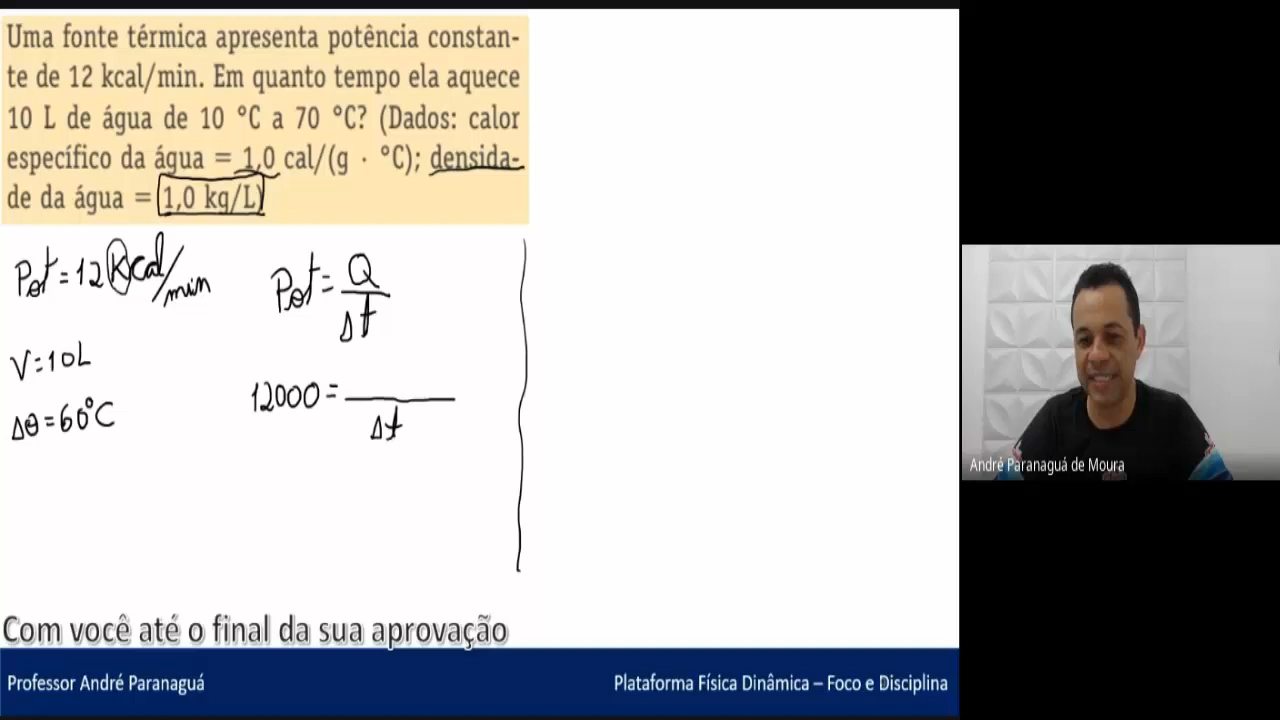 Uma fonte térmica apresenta potência constan-
te de 12 kcal/min. Em quanto tempo ela aquece
10 L de água de 10 °C a 70 °C? (Dados: calor
específico da água = 1,0 cal/(g · °C); densida-
de da água = 1,0 kg/L)
Pot = 12 kcal/min
V = 10L
Δθ = 60°C
Pot = Q/Δt
12000 = ___/Δt
André Paranaguá de Moura
Com você até o final da sua aprovação
Professor André Paranaguá
Plataforma Física Dinâmica – Foco e Disciplina